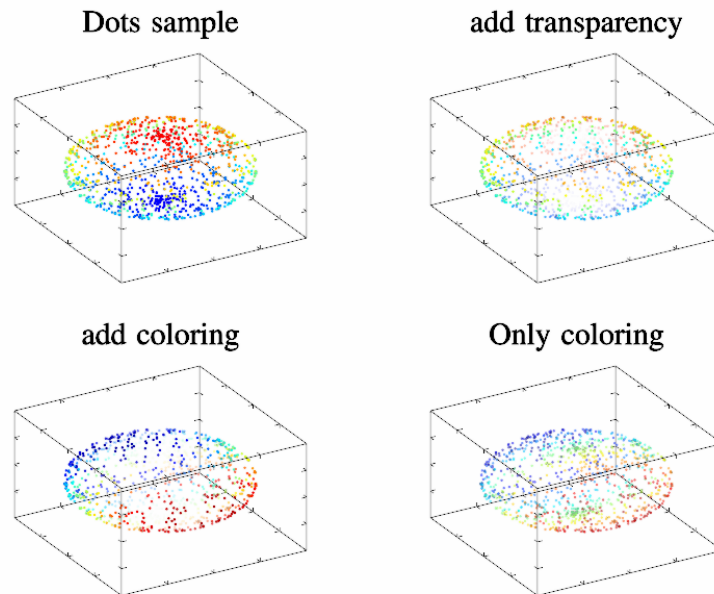 Dots sample
add transparency
add coloring
Only coloring